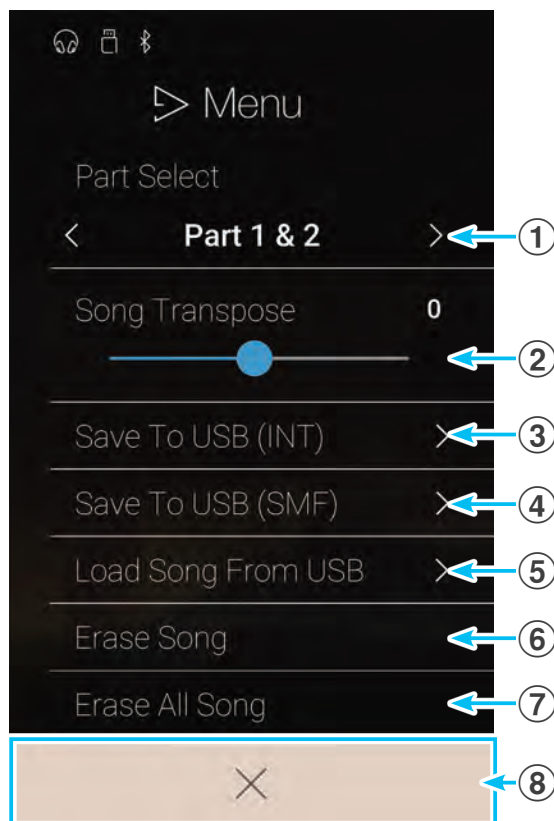 Menu
Part Select
Part 1 & 2
①
Song Transpose 0
②
Save To USB (INT)
③
Save To USB (SMF)
④
Load Song From USB
⑤
Erase Song
⑥
Erase All Song
⑦
⑧